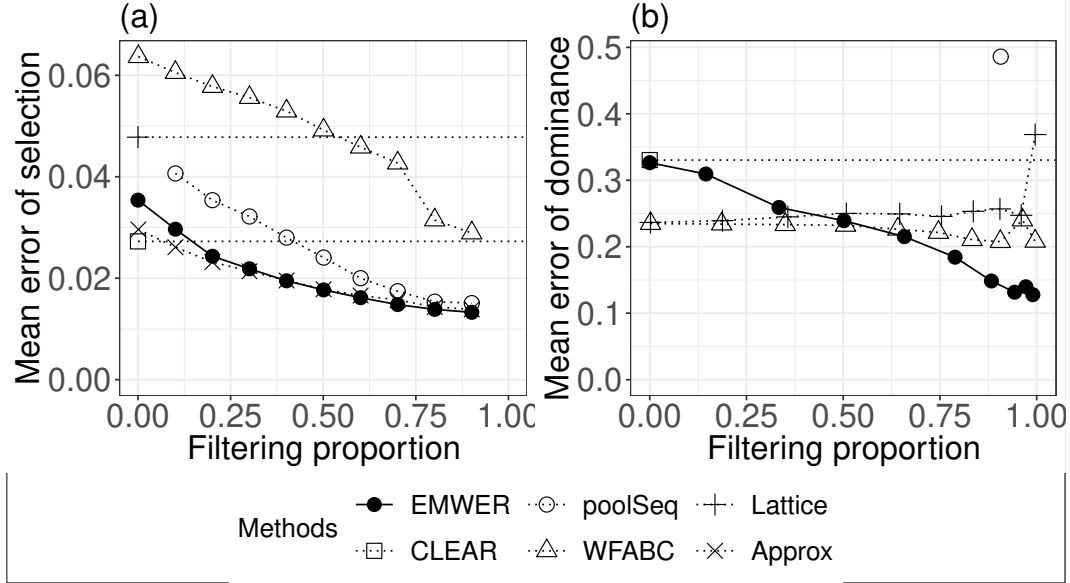 (a)
(b)
Mean error of selection
0.06
0.04
0.02
0.00
0.00 0.25 0.50 0.75 1.00
Filtering proportion
Mean error of dominance
0.5
0.4
0.3
0.2
0.1
0.0
0.00 0.25 0.50 0.75 1.00
Filtering proportion
Methods
EMWER poolSeq Lattice
CLEAR WFABC Approx